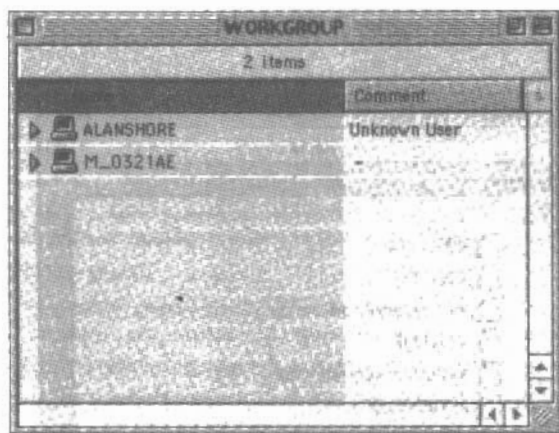 WORKGROUP
2 items
Comment
ALANSHORE Unknown User
M_0321AE -